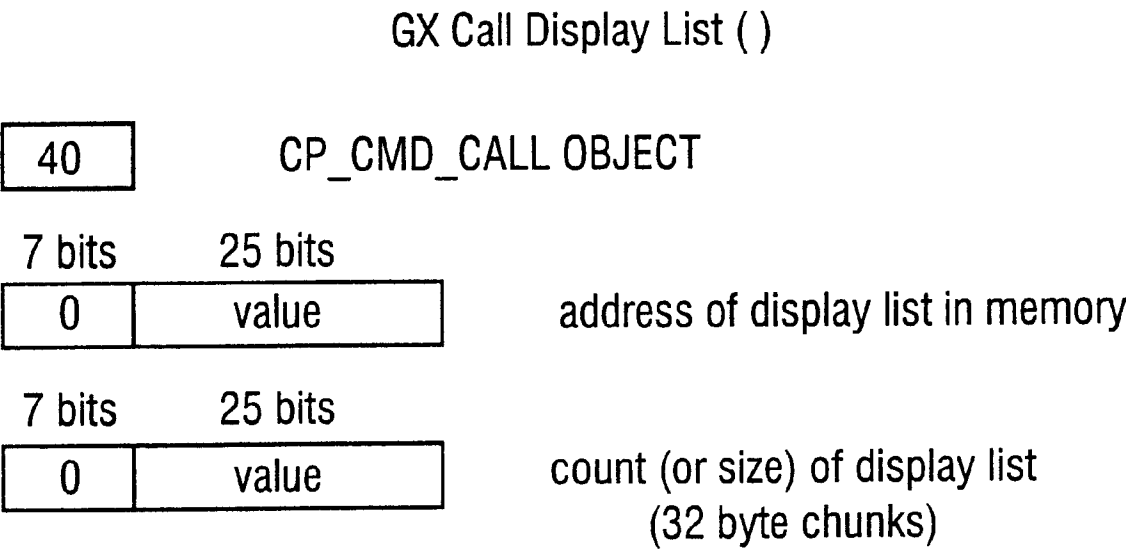 GX Call Display List ( )
40 CP_CMD_CALL OBJECT
7 bits 25 bits
0 value address of display list in memory
7 bits 25 bits
0 value count (or size) of display list
(32 byte chunks)